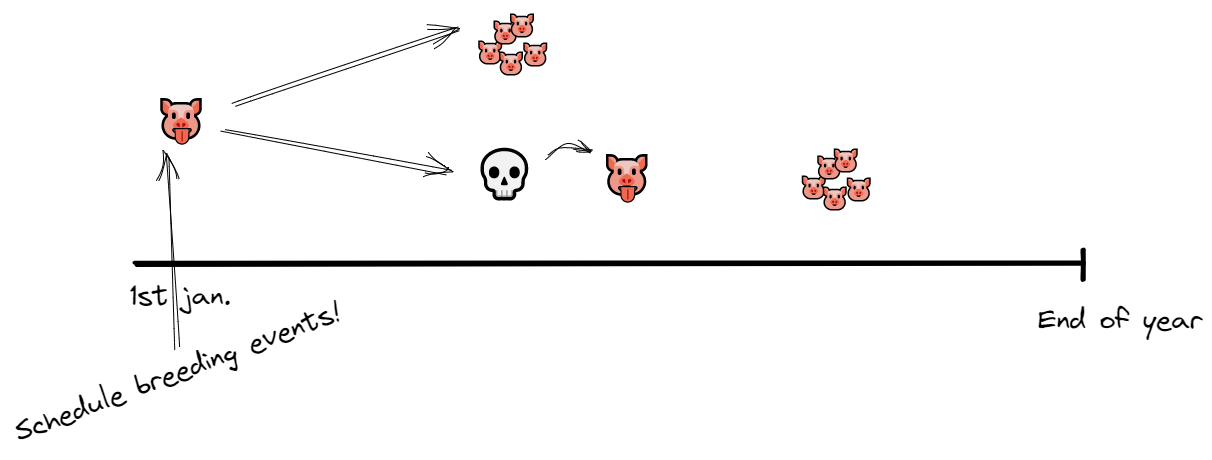 1st jan.
End of year
Schedule breeding events!